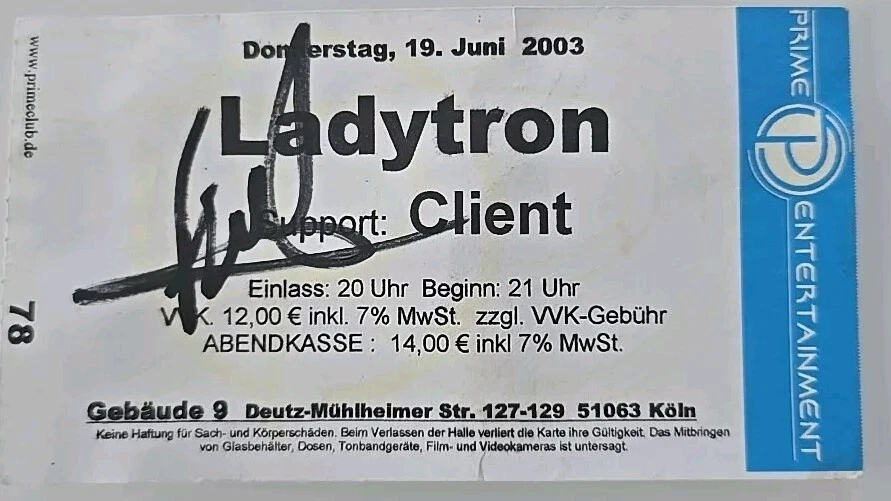 Donnerstag, 19. Juni 2003
Ladytron
Support: Client
Einlass: 20 Uhr Beginn: 21 Uhr
VVK. 12,00 € inkl. 7% MwSt. zzgl. VVK-Gebühr
ABENDKASSE : 14,00 € inkl 7% MwSt.
Gebäude 9 Deutz-Mühlheimer Str. 127-129 51063 Köln
Keine Haftung für Sach- und Körperschäden. Beim Verlassen der Halle verliert die Karte ihre Gültigkeit. Das Mitbringen
von Glasbehälter, Dosen, Tonbandgeräte, Film- und Videokameras ist untersagt.
www.primeclub.de
78
PRIME ENTERTAINMENT